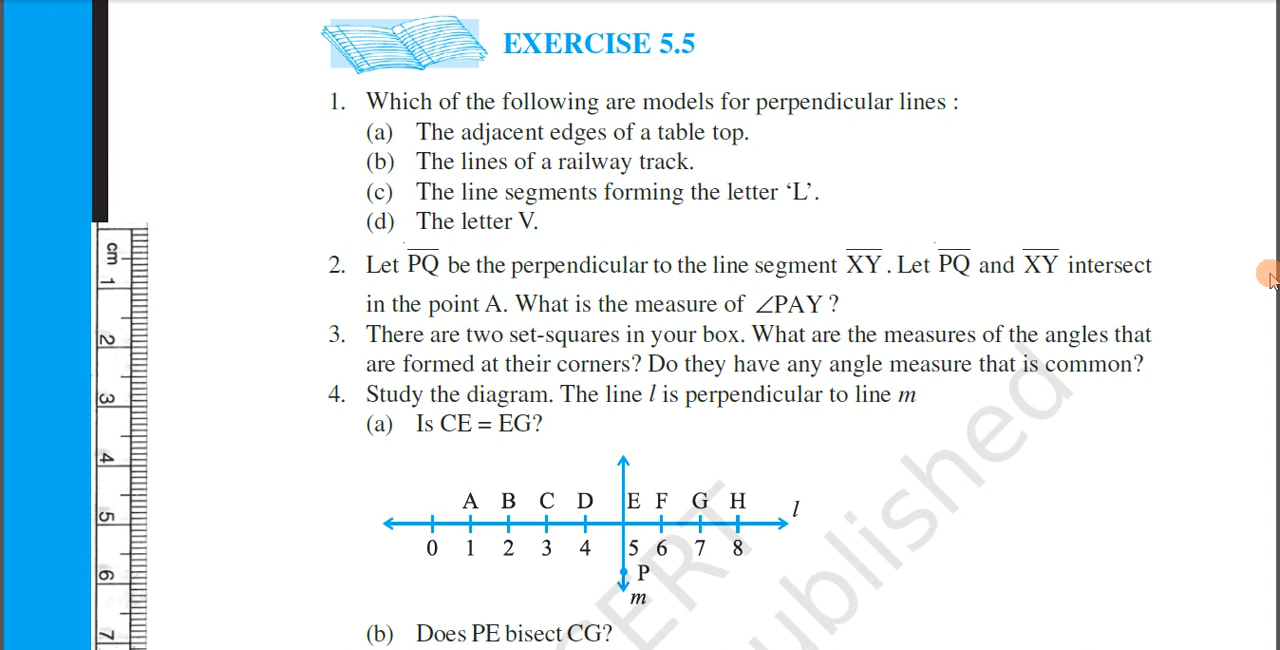 EXERCISE 5.5
1. Which of the following are models for perpendicular lines :
(a) The adjacent edges of a table top.
(b) The lines of a railway track.
(c) The line segments forming the letter ‘L’.
(d) The letter V.
2. Let PQ be the perpendicular to the line segment XY. Let PQ and XY intersect
in the point A. What is the measure of ∠PAY ?
3. There are two set-squares in your box. What are the measures of the angles that
are formed at their corners? Do they have any angle measure that is common?
4. Study the diagram. The line l is perpendicular to line m
(a) Is CE = EG?
A B C D E F G H l
0 1 2 3 4 5 6 7 8
P
m
(b) Does PE bisect CG?
cm 1 2 3 4 5 6 7
CERT
ublished